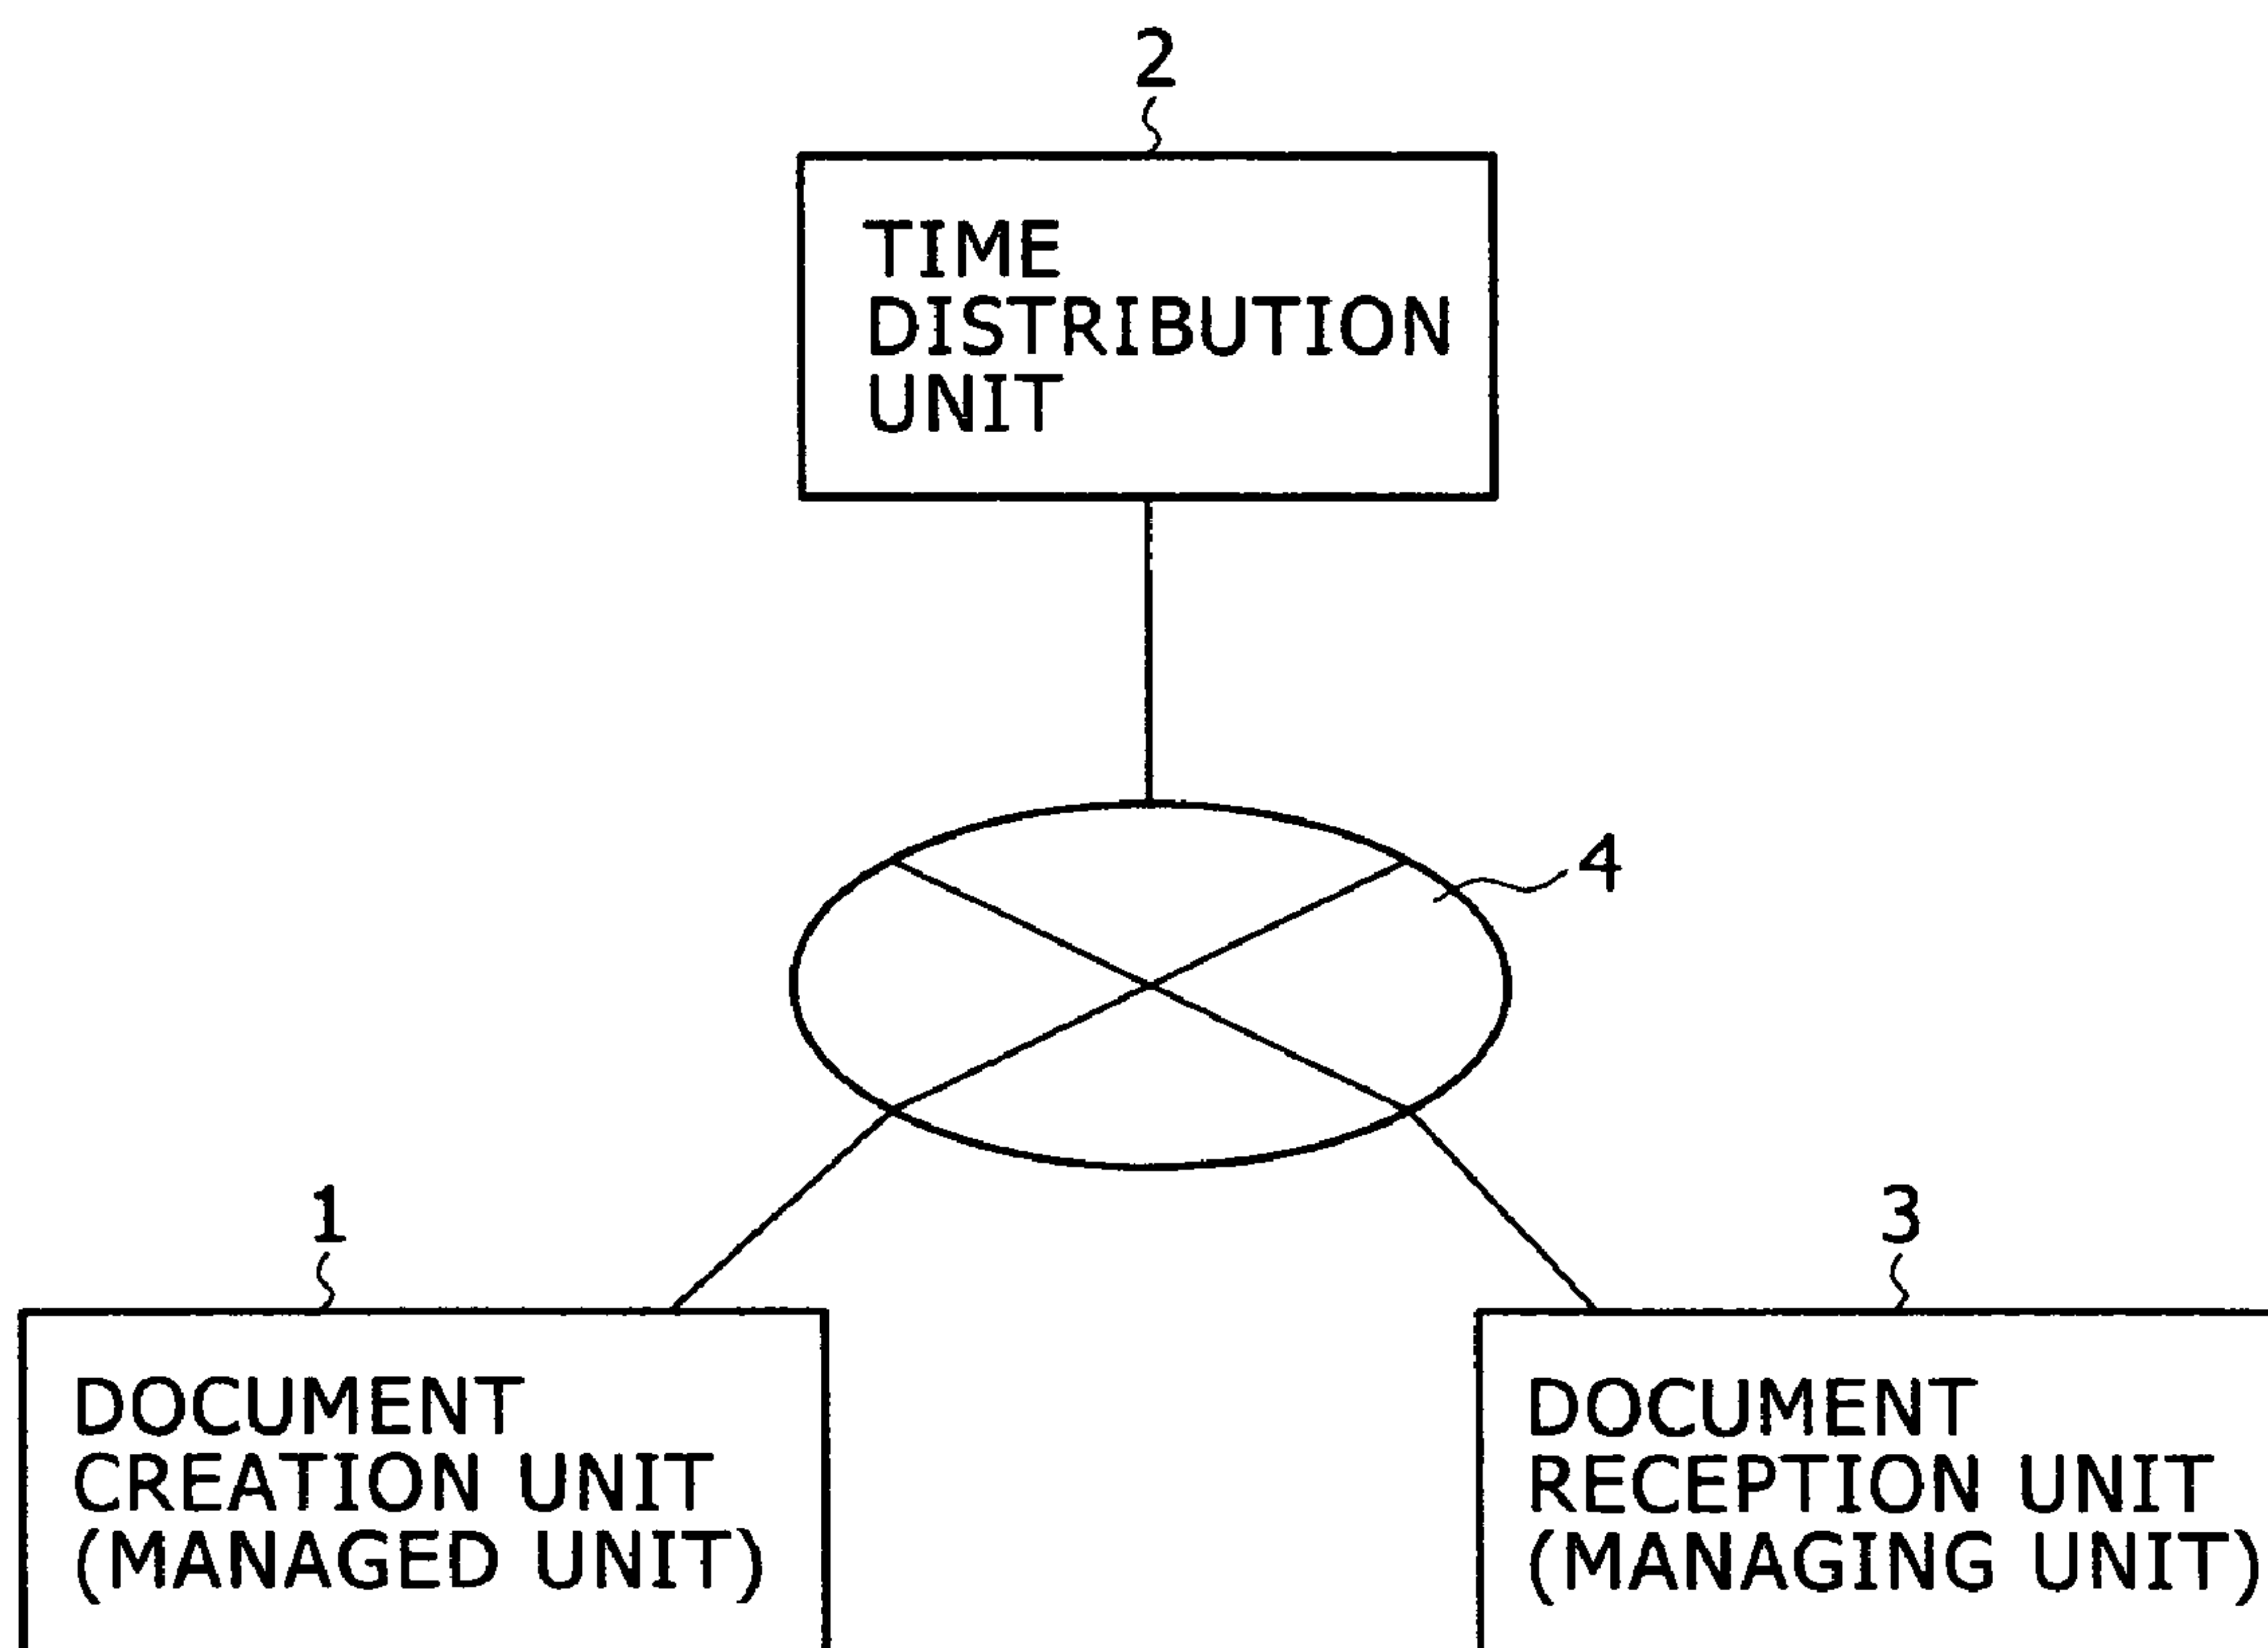 2
TIME
DISTRIBUTION
UNIT
4
1
DOCUMENT
CREATION UNIT
(MANAGED UNIT)
3
DOCUMENT
RECEPTION UNIT
(MANAGING UNIT)